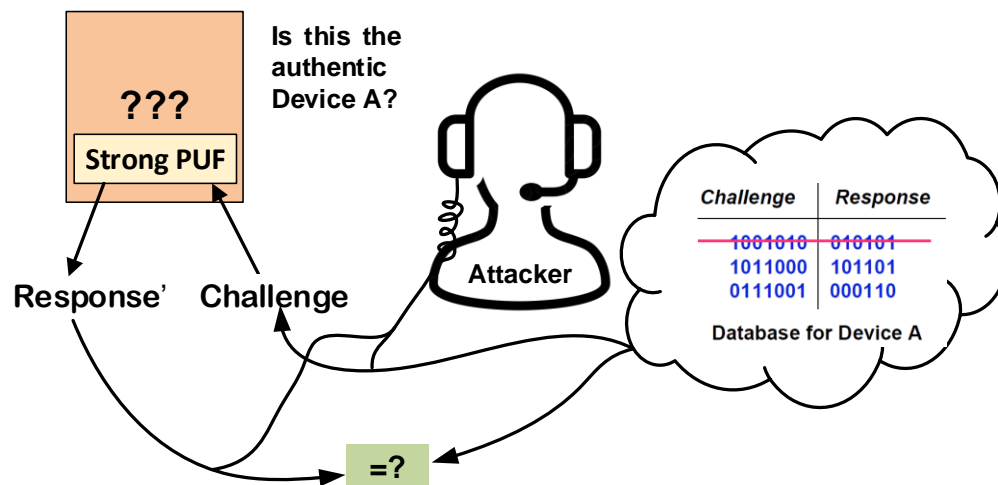 Is this the
authentic
Device A?
???
Strong PUF
Response’ Challenge
Attacker
Challenge Response
1001010 010101
1011000 101101
0111001 000110
Database for Device A
=?